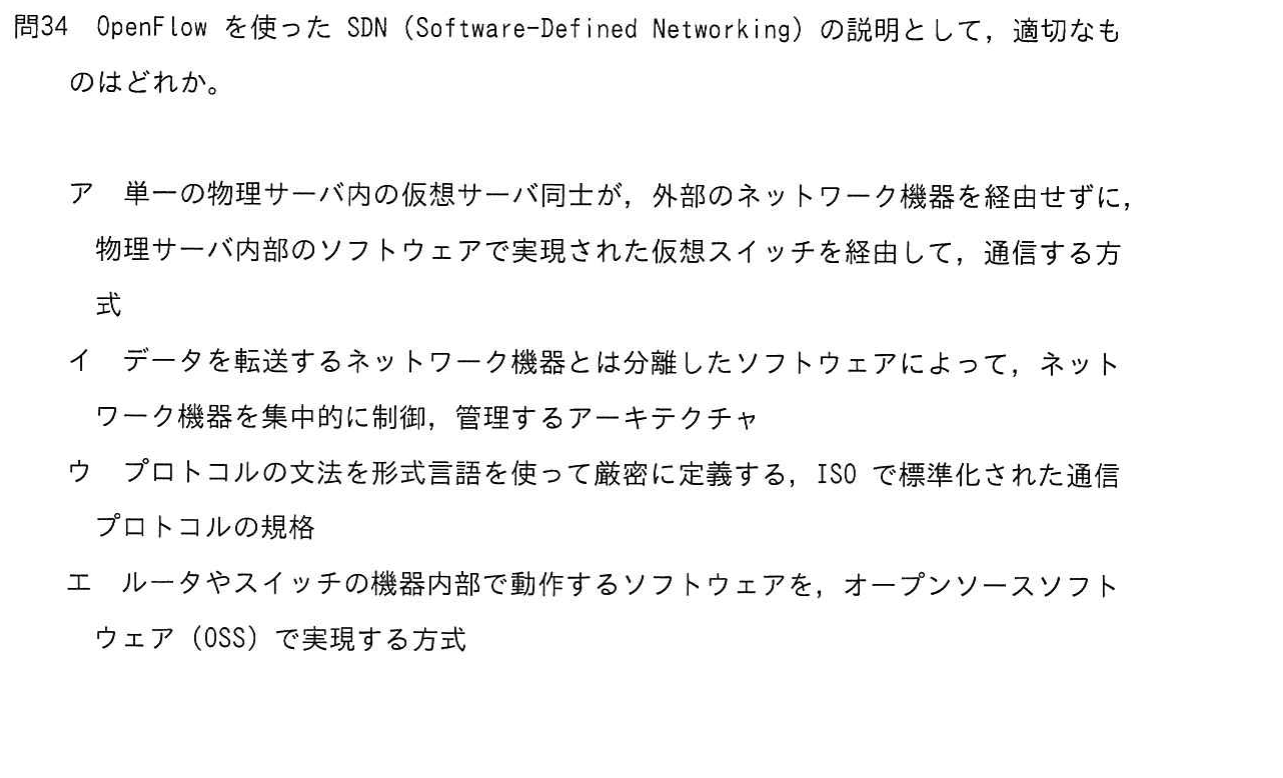 問34 OpenFlow を使った SDN（Software-Defined Networking）の説明として，適切なも
のはどれか。
ア 単一の物理サーバ内の仮想サーバ同士が，外部のネットワーク機器を経由せずに，
物理サーバ内部のソフトウェアで実現された仮想スイッチを経由して，通信する方
式
イ データを転送するネットワーク機器とは分離したソフトウェアによって，ネット
ワーク機器を集中的に制御，管理するアーキテクチャ
ウ プロトコルの文法を形式言語を使って厳密に定義する，ISO で標準化された通信
プロトコルの規格
エ ルータやスイッチの機器内部で動作するソフトウェアを，オープンソースソフト
ウェア（OSS）で実現する方式